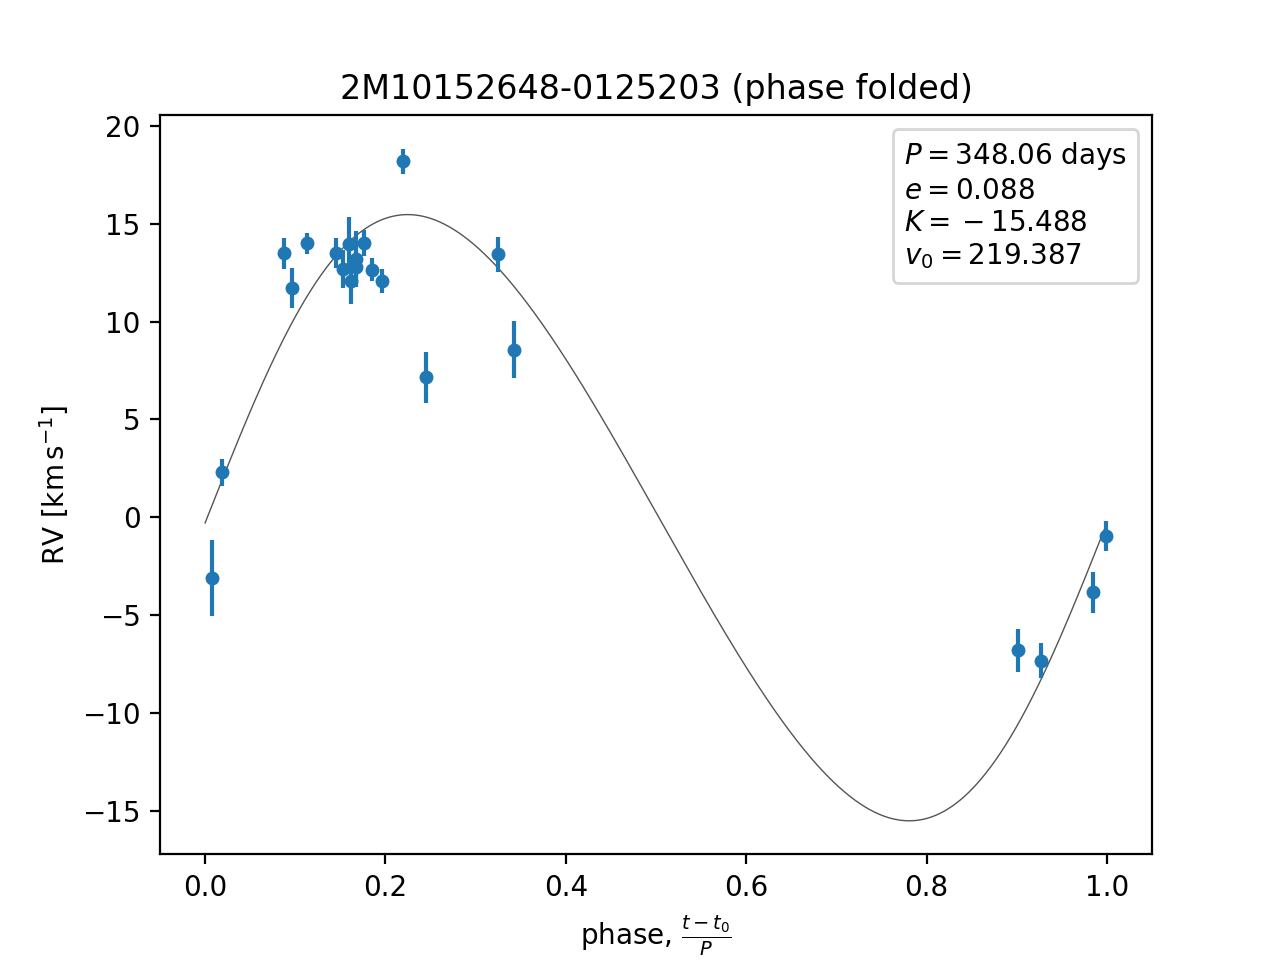 2M10152648-0125203 (phase folded)
P = 348.06 days
e = 0.088
K = −15.488
v₀ = 219.387
20
15
10
5
0
−5
−10
−15
RV [km s⁻¹]
0.0 0.2 0.4 0.6 0.8 1.0
phase, (t − t₀)/P